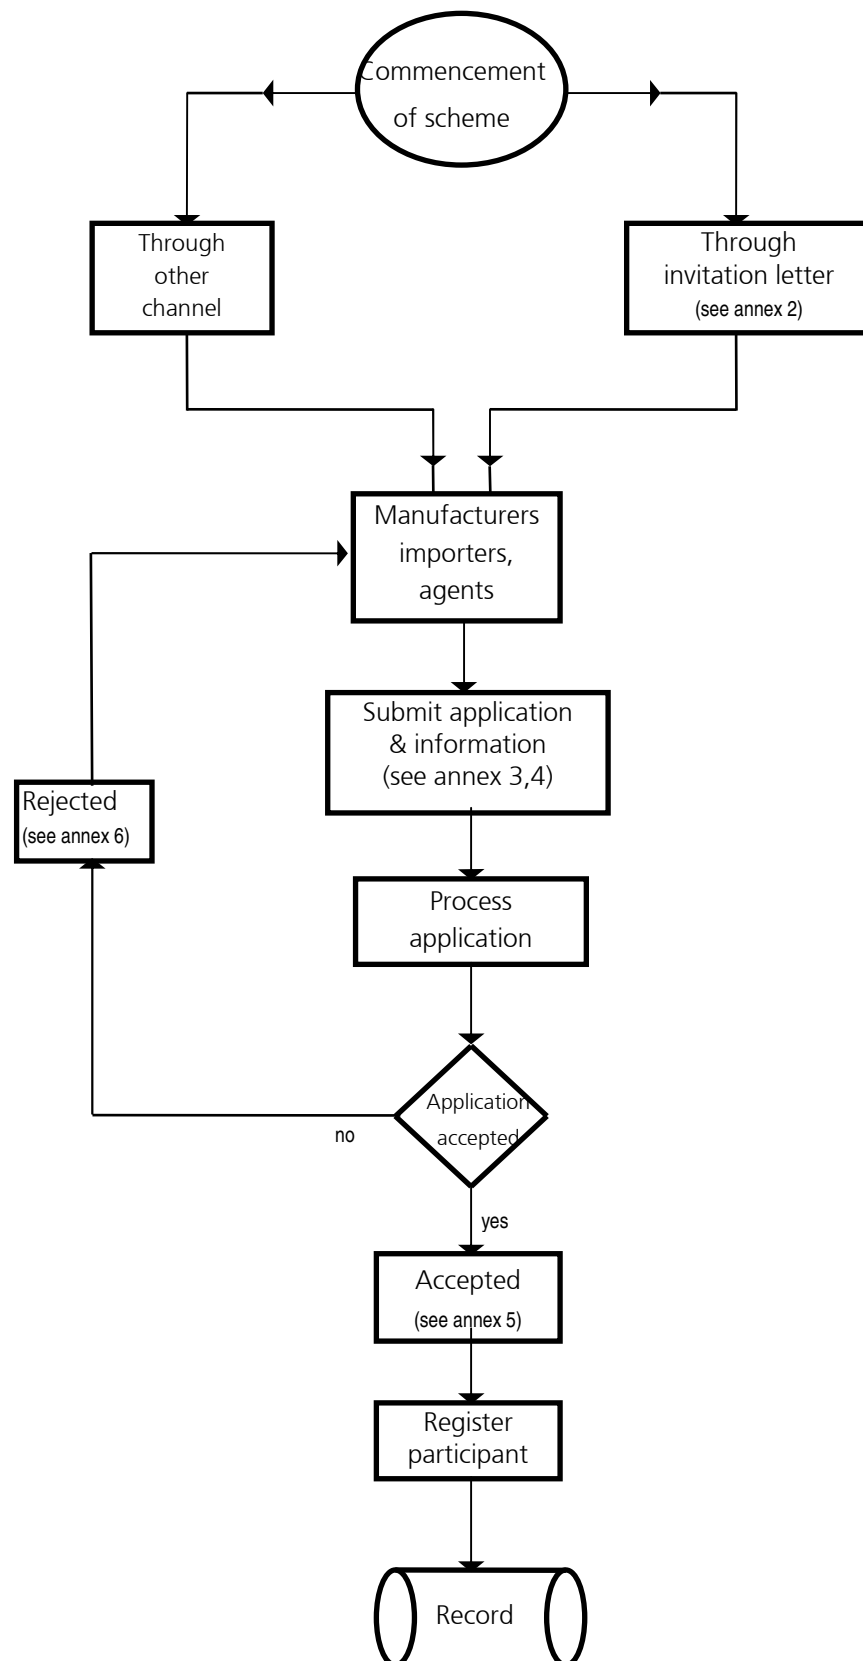 Commencement
of scheme
Through
other
channel
Through
invitation letter
(see annex 2)
Manufacturers
importers,
agents
Submit application
& information
(see annex 3,4)
Rejected
(see annex 6)
Process
application
Application
accepted
no
yes
Accepted
(see annex 5)
Register
participant
Record